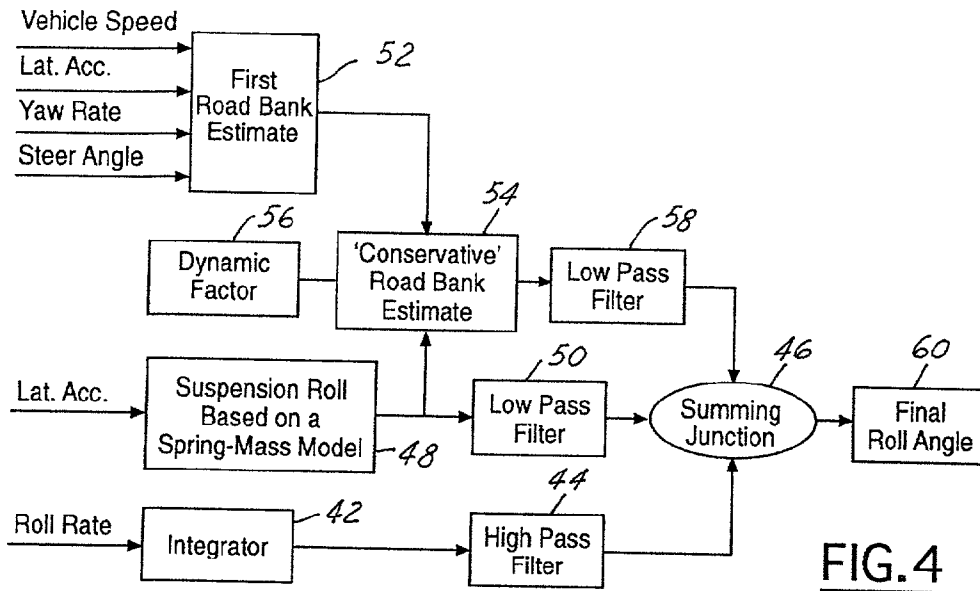 Vehicle Speed
Lat. Acc.
Yaw Rate
Steer Angle
First
Road Bank
Estimate
52
56
Dynamic
Factor
54
'Conservative'
Road Bank
Estimate
58
Low Pass
Filter
Lat. Acc.
Suspension Roll
Based on a
Spring-Mass Model
48
50
Low Pass
Filter
46
Summing
Junction
60
Final
Roll Angle
Roll Rate
42
Integrator
44
High Pass
Filter
FIG.4